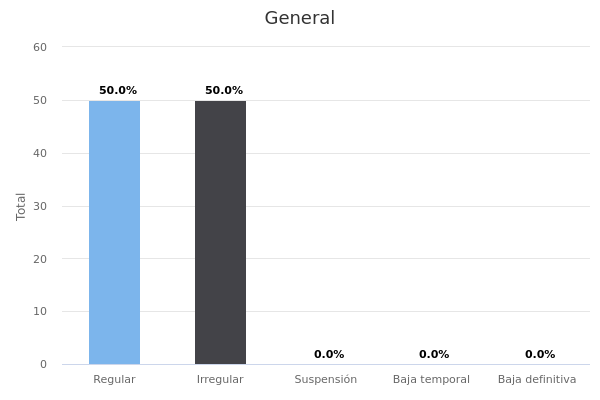 General
60
50
40
30
20
10
0
Total
50.0%
50.0%
0.0%
0.0%
0.0%
Regular
Irregular
Suspensión
Baja temporal
Baja definitiva